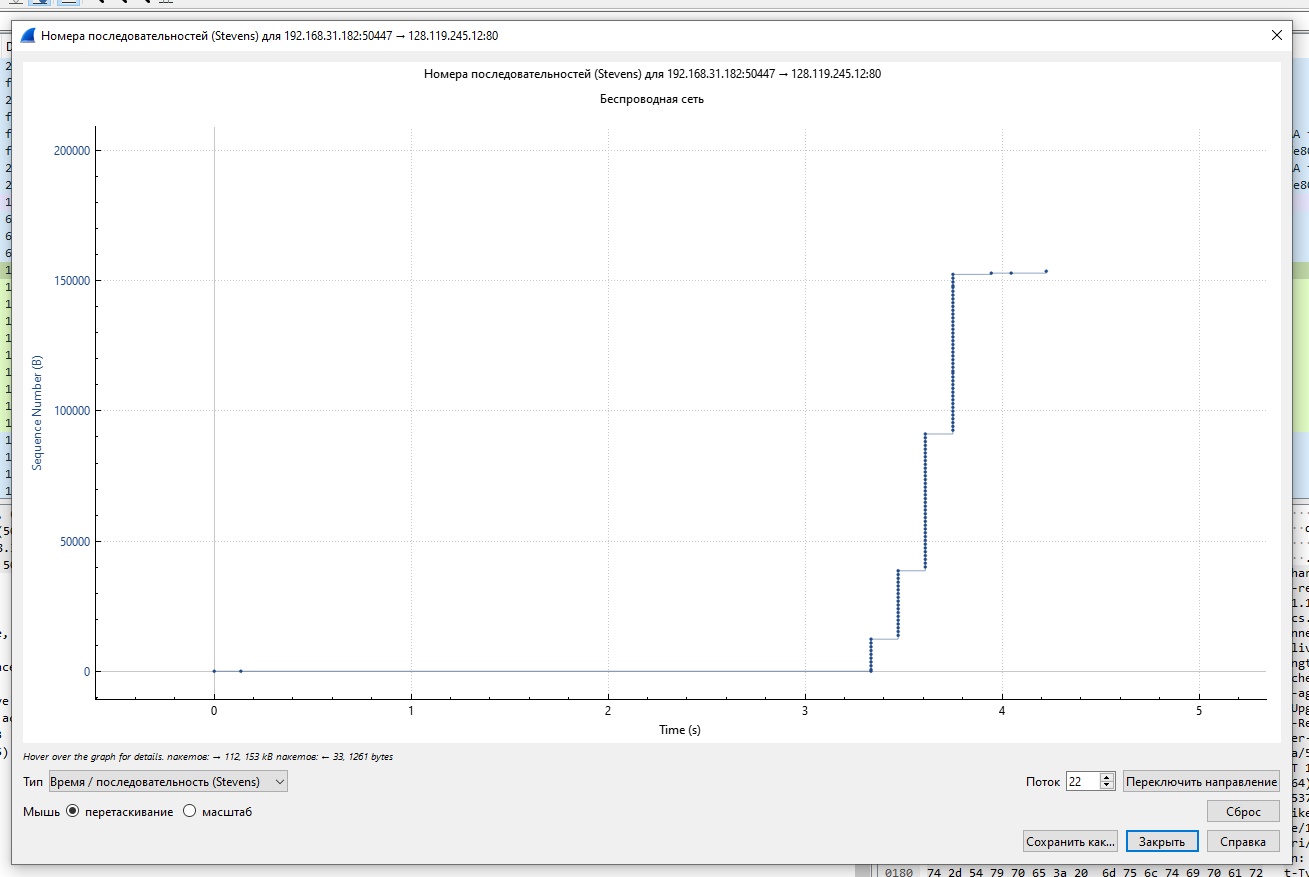 Номера последовательностей (Stevens) для 192.168.31.182:50447 → 128.119.245.12:80
Номера последовательностей (Stevens) для 192.168.31.182:50447 → 128.119.245.12:80
Беспроводная сеть
200000
150000
100000
50000
0
Sequence Number (B)
0 1 2 3 4 5
Time (s)
Hover over the graph for details. пакетов: → 112, 153 kB пакетов: ← 33, 1261 bytes
Тип Время / последовательность (Stevens) Поток 22 Переключить направление
Мышь перетаскивание масштаб
Сброс
Сохранить как... Закрыть Справка
0180 74 2d 54 79 70 65 3a 20 6d 75 6c 74 69 70 61 72